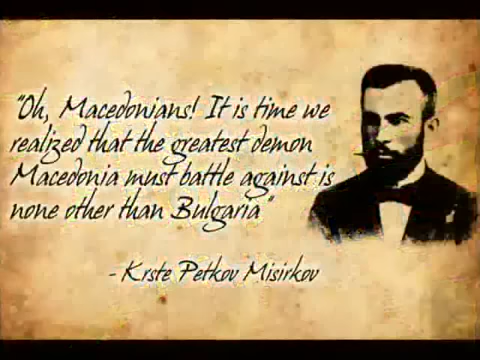 "Oh, Macedonians! It is time we
realized that the greatest demon
Macedonia must battle against is
none other than Bulgaria"
- Krste Petkov Misirkov